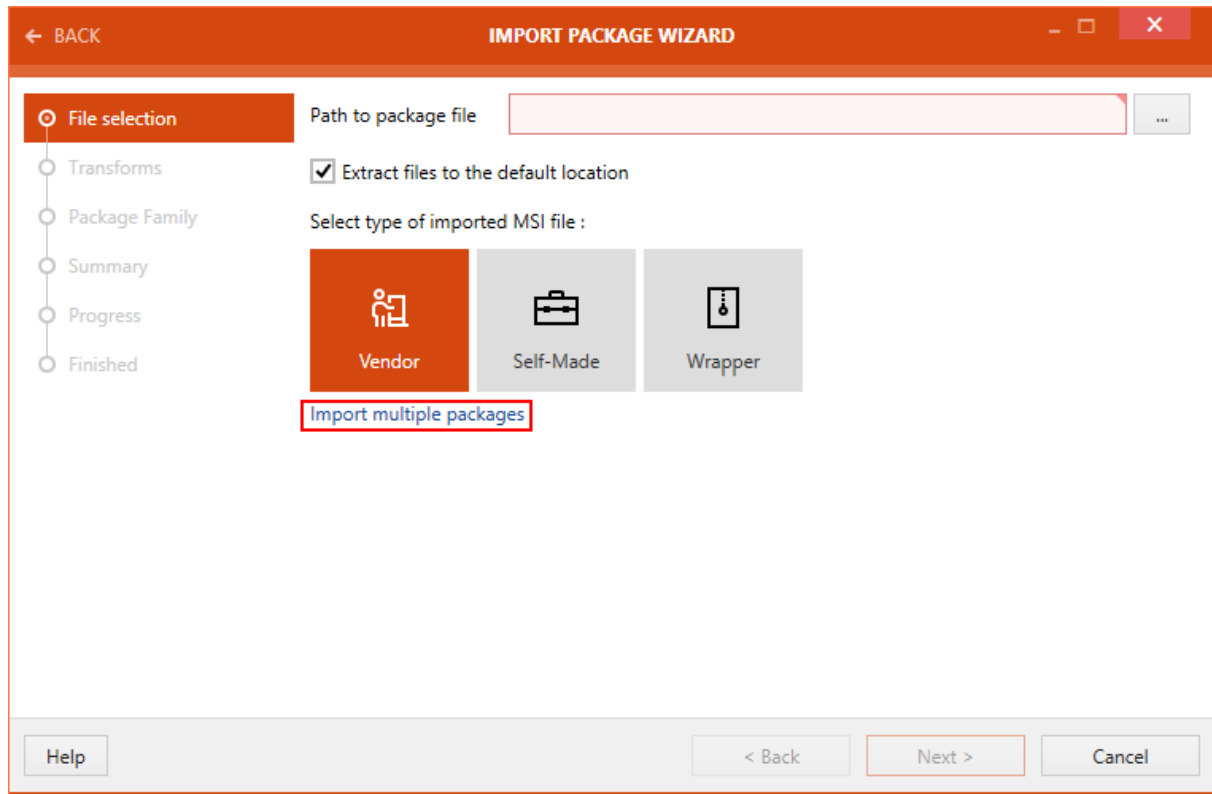 ← BACK
IMPORT PACKAGE WIZARD
File selection
Transforms
Package Family
Summary
Progress
Finished
Path to package file
...
Extract files to the default location
Select type of imported MSI file :
Vendor
Self-Made
Wrapper
Import multiple packages
Help
< Back
Next >
Cancel